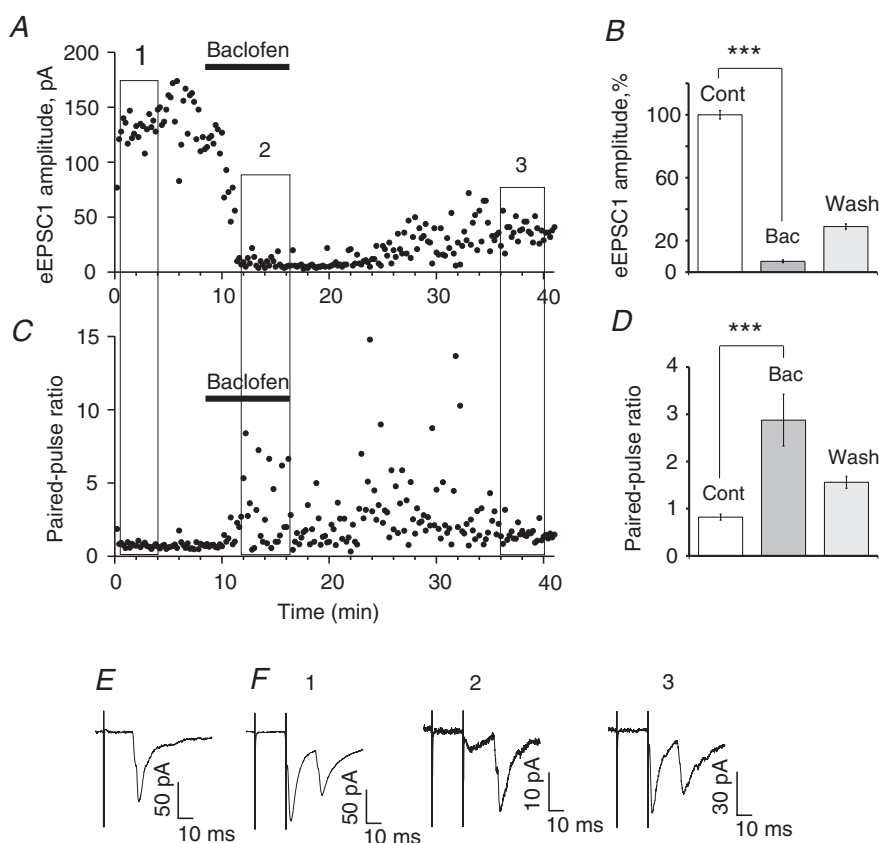 A
Baclofen
eEPSC1 amplitude, pA
200
150
100
50
0
1
2
3
0 10 20 30 40
B
***
eEPSC1 amplitude,%
100
60
20
0
Cont
Bac
Wash
C
Paired-pulse ratio
15
10
5
0
Baclofen
0 10 20 30 40
Time (min)
D
***
Paired-pulse ratio
4
3
2
1
0
Cont
Bac
Wash
E
50 pA
10 ms
F
1
50 pA
10 ms
2
10 pA
10 ms
3
30 pA
10 ms